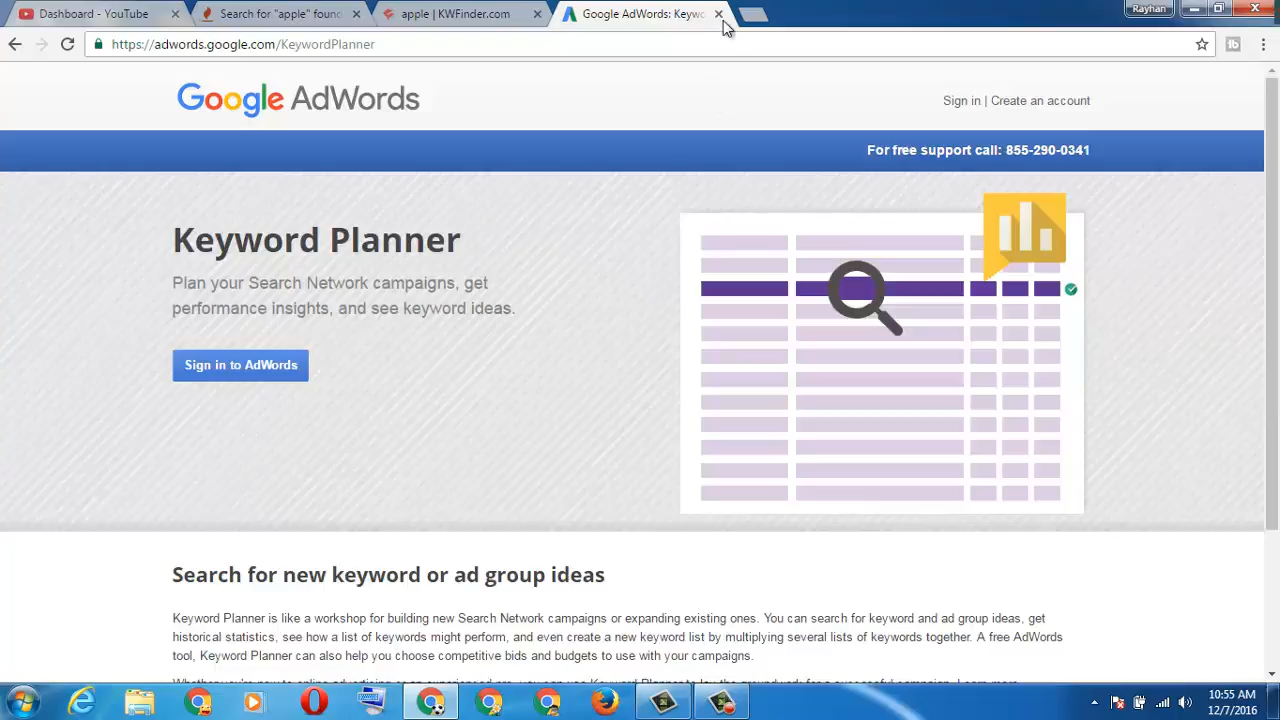 Dashboard - YouTube
Search for "apple" foun
apple | KWFinder.com
Google AdWords: Keywo
Rayhan
https://adwords.google.com/KeywordPlanner
Google AdWords
Sign in | Create an account
For free support call: 855-290-0341
Keyword Planner
Plan your Search Network campaigns, get
performance insights, and see keyword ideas.
Sign in to AdWords
Search for new keyword or ad group ideas
Keyword Planner is like a workshop for building new Search Network campaigns or expanding existing ones. You can search for keyword and ad group ideas, get
historical statistics, see how a list of keywords might perform, and even create a new keyword list by multiplying several lists of keywords together. A free AdWords
tool, Keyword Planner can also help you choose competitive bids and budgets to use with your campaigns.
10:55 AM
12/7/2016